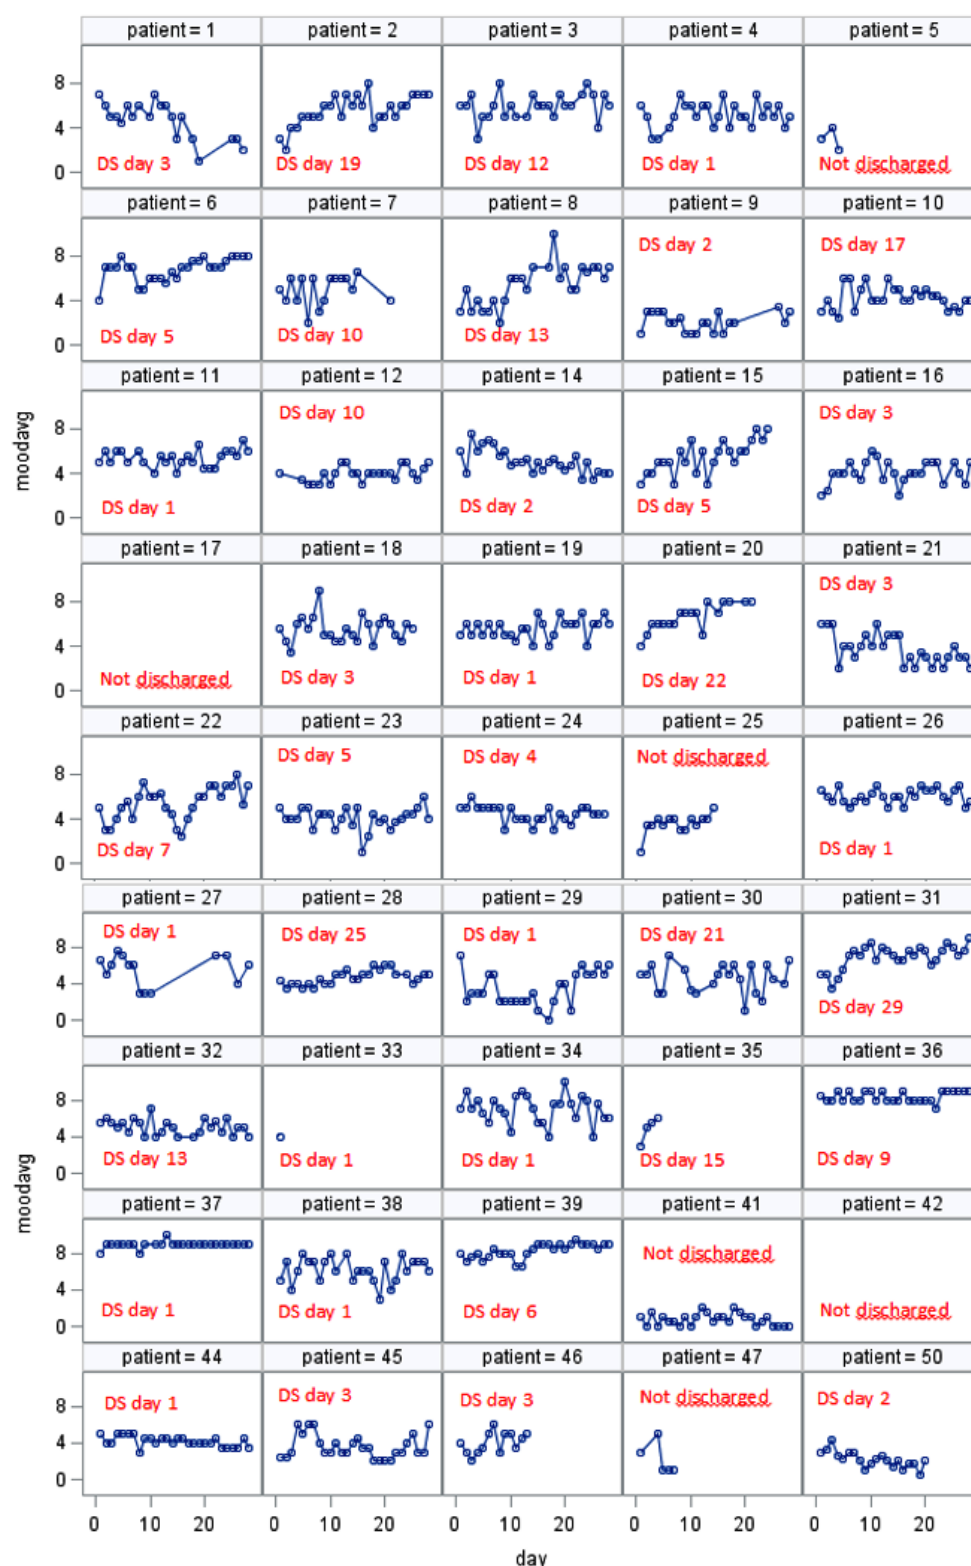 patient = 1 patient = 2 patient = 3 patient = 4 patient = 5
8
4
0
DS day 3 DS day 19 DS day 12 DS day 1 Not discharged
patient = 6 patient = 7 patient = 8 patient = 9 patient = 10
DS day 2 DS day 17
8
4
0
DS day 5 DS day 10 DS day 13
patient = 11 patient = 12 patient = 14 patient = 15 patient = 16
DS day 10 DS day 3
8
4
0
DS day 1 DS day 2 DS day 5
moodavg
patient = 17 patient = 18 patient = 19 patient = 20 patient = 21
DS day 3
8
4
0
Not discharged DS day 3 DS day 1 DS day 22
patient = 22 patient = 23 patient = 24 patient = 25 patient = 26
DS day 5 DS day 4 Not discharged
8
4
0
DS day 7 DS day 1
patient = 27 patient = 28 patient = 29 patient = 30 patient = 31
DS day 1 DS day 25 DS day 1 DS day 21
8
4
0
DS day 29
patient = 32 patient = 33 patient = 34 patient = 35 patient = 36
8
4
0
DS day 13 DS day 1 DS day 1 DS day 15 DS day 9
moodavg
patient = 37 patient = 38 patient = 39 patient = 41 patient = 42
Not discharged
8
4
0
DS day 1 DS day 1 DS day 6 Not discharged
patient = 44 patient = 45 patient = 46 patient = 47 patient = 50
DS day 1 DS day 3 DS day 3 Not discharged DS day 2
8
4
0
0 10 20 0 10 20 0 10 20 0 10 20 0 10 20
day